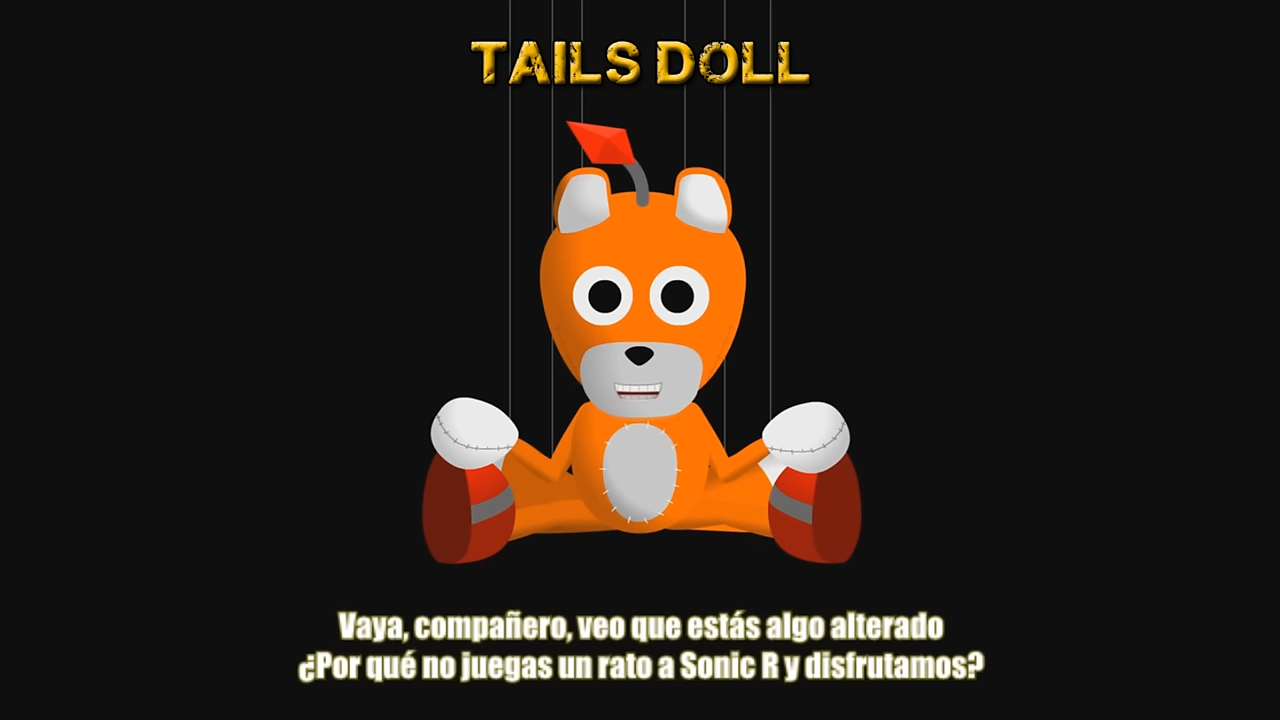 TAILS DOLL
Vaya, compañero, veo que estás algo alterado
¿Por qué no juegas un rato a Sonic R y disfrutamos?